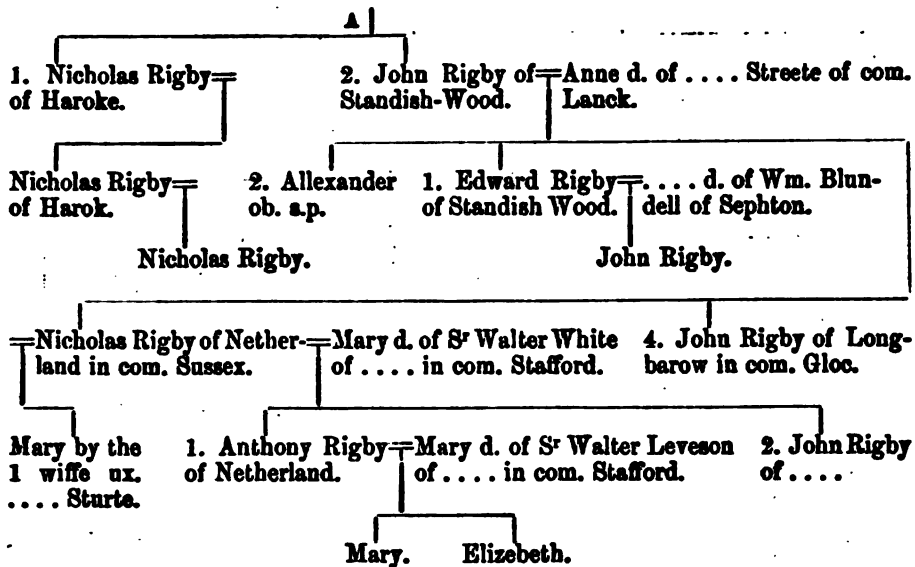 A
1. Nicholas Rigby
of Haroke.
2. John Rigby of
Standish-Wood.
Anne d. of .... Streete of com.
Lanck.
Nicholas Rigby
of Harok.
2. Allexander
ob. s.p.
1. Edward Rigby
of Standish Wood.
.... d. of Wm. Blun-
dell of Sephton.
Nicholas Rigby.
John Rigby.
Nicholas Rigby of Nether-
land in com. Sussex.
Mary d. of Sr Walter White
of .... in com. Stafford.
4. John Rigby of Long-
barow in com. Gloc.
Mary by the
1 wiffe ux.
.... Sturte.
1. Anthony Rigby
of Netherland.
Mary d. of Sr Walter Leveson
of .... in com. Stafford.
2. John Rigby
of ....
Mary.
Elizebeth.